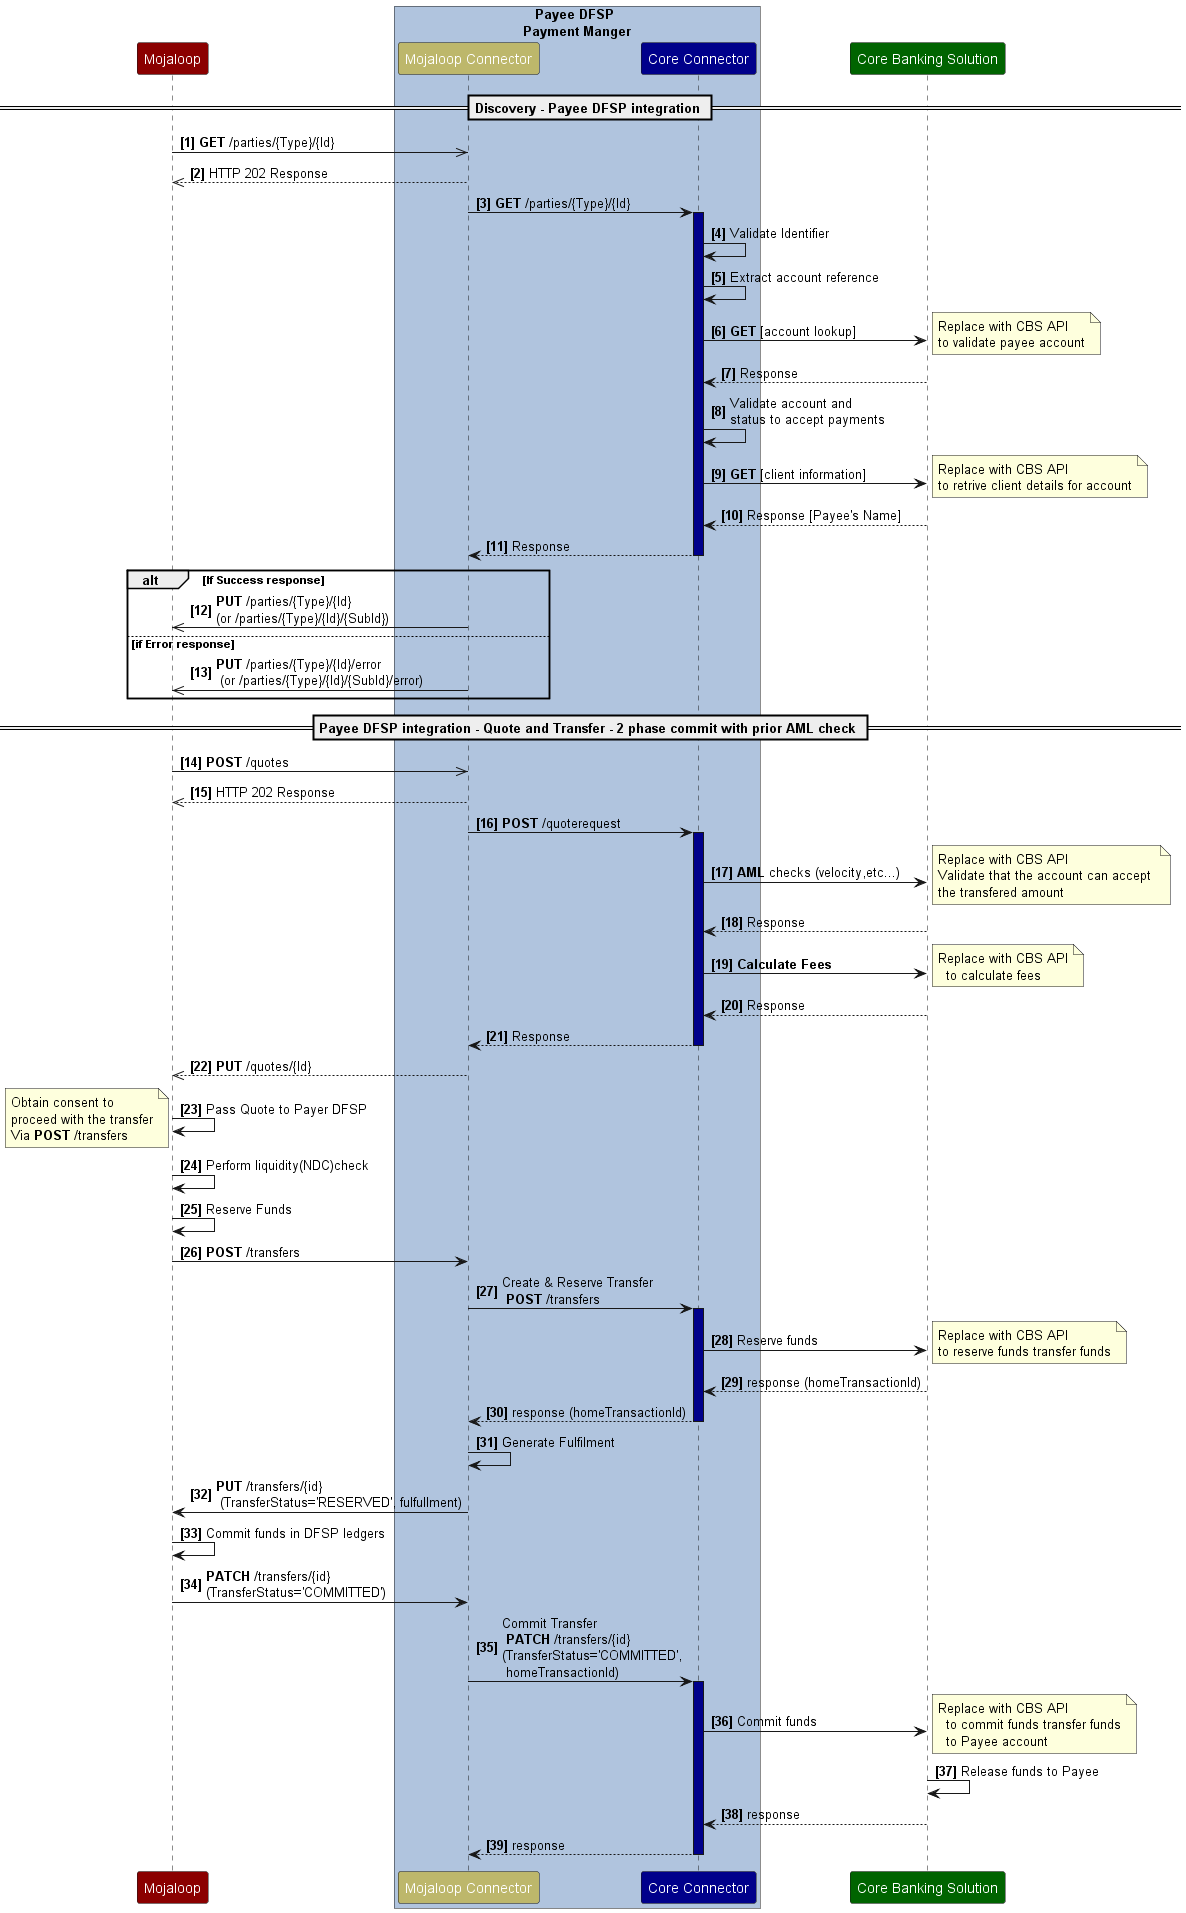 Payee DFSP
Payment Manger
Mojaloop
Mojaloop Connector
Core Connector
Core Banking Solution
Discovery - Payee DFSP integration
[1] GET /parties/{Type}/{Id}
[2] HTTP 202 Response
[3] GET /parties/{Type}/{Id}
[4] Validate Identifier
[5] Extract account reference
[6] GET [account lookup]
Replace with CBS API
to validate payee account
[7] Response
[8] Validate account and
status to accept payments
[9] GET [client information]
Replace with CBS API
to retrive client details for account
[10] Response [Payee's Name]
[11] Response
alt [If Success response]
[12] PUT /parties/{Type}/{Id}
(or /parties/{Type}/{Id}/{SubId})
[if Error response]
[13] PUT /parties/{Type}/{Id}/error
(or /parties/{Type}/{Id}/{SubId}/error)
Payee DFSP integration - Quote and Transfer - 2 phase commit with prior AML check
[14] POST /quotes
[15] HTTP 202 Response
[16] POST /quoterequest
[17] AML checks (velocity,etc...)
Replace with CBS API
Validate that the account can accept
the transfered amount
[18] Response
[19] Calculate Fees
Replace with CBS API
to calculate fees
[20] Response
[21] Response
[22] PUT /quotes/{Id}
Obtain consent to
proceed with the transfer
Via POST /transfers
[23] Pass Quote to Payer DFSP
[24] Perform liquidity(NDC)check
[25] Reserve Funds
[26] POST /transfers
[27] Create & Reserve Transfer
POST /transfers
[28] Reserve funds
Replace with CBS API
to reserve funds transfer funds
[29] response (homeTransactionId)
[30] response (homeTransactionId)
[31] Generate Fulfilment
[32] PUT /transfers/{id}
(TransferStatus='RESERVED', fulfullment)
[33] Commit funds in DFSP ledgers
[34] PATCH /transfers/{id}
(TransferStatus='COMMITTED')
[35] Commit Transfer
PATCH /transfers/{id}
(TransferStatus='COMMITTED',
homeTransactionId)
[36] Commit funds
Replace with CBS API
to commit funds transfer funds
to Payee account
[37] Release funds to Payee
[38] response
[39] response
Mojaloop
Mojaloop Connector
Core Connector
Core Banking Solution